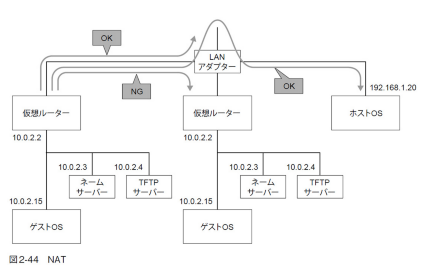 OK
LAN
アダプター
NG
OK
192.168.1.20
仮想ルーター
仮想ルーター
ホストOS
10.0.2.2
10.0.2.2
10.0.2.3
10.0.2.4
10.0.2.3
10.0.2.4
ネーム
サーバー
TFTP
サーバー
ネーム
サーバー
TFTP
サーバー
10.0.2.15
10.0.2.15
ゲストOS
ゲストOS
図2-44 NAT